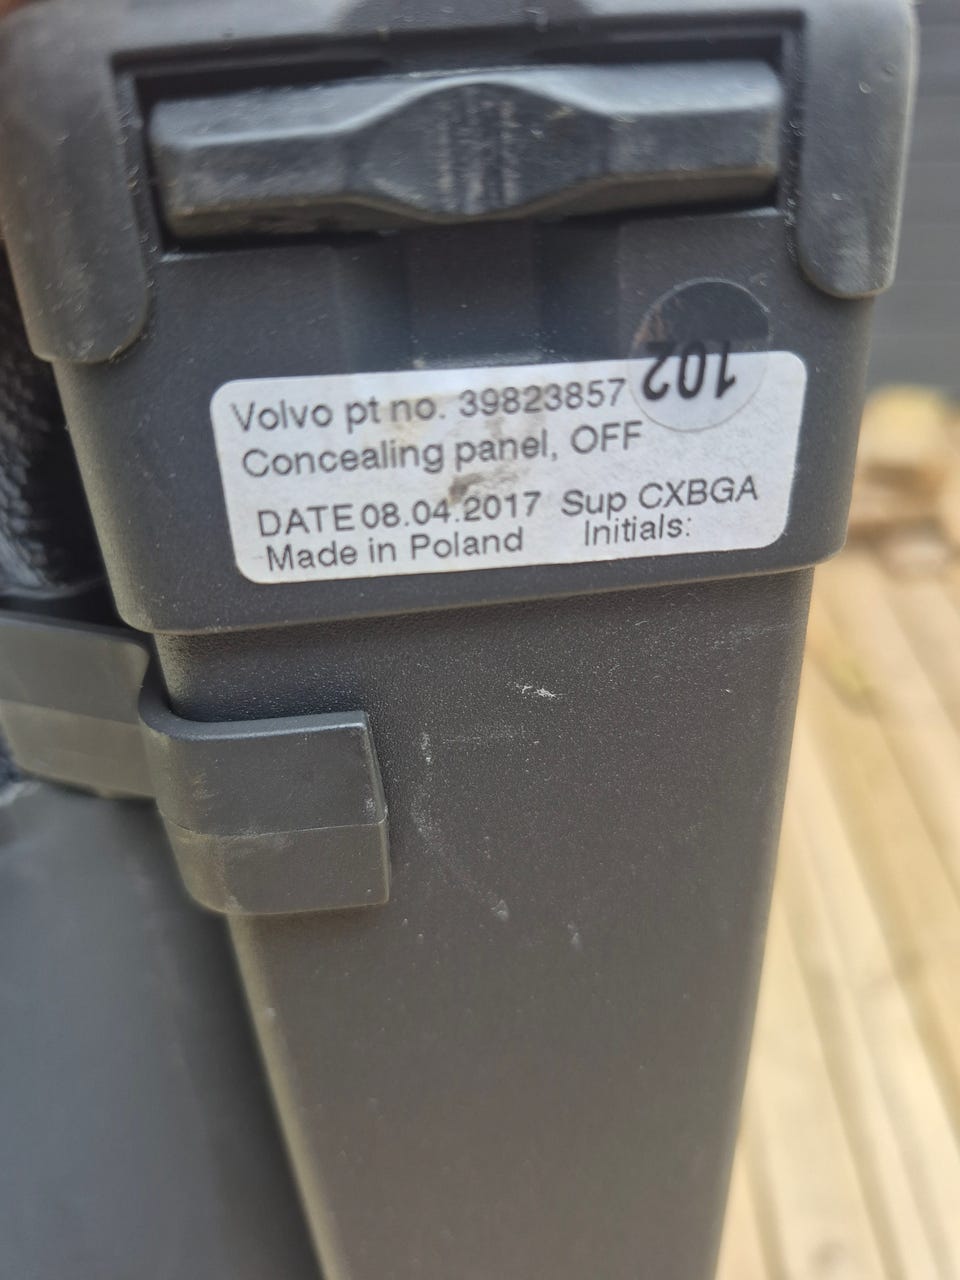 102
Volvo pt no. 39823857
Concealing panel, OFF
DATE 08.04.2017 Sup CXBGA
Made in Poland Initials: